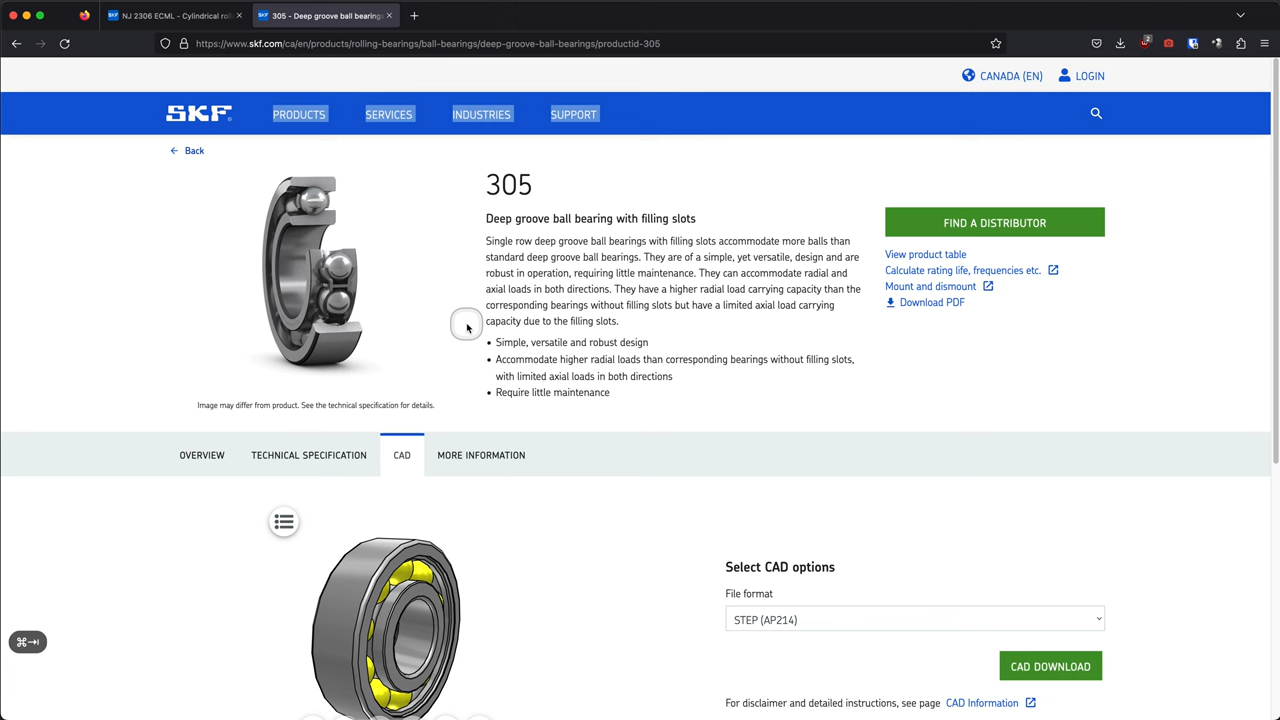 NJ 2306 ECML - Cylindrical roll
305 - Deep groove ball bearings
https://www.skf.com/ca/en/products/rolling-bearings/ball-bearings/deep-groove-ball-bearings/productid-305
2
CANADA (EN)
LOGIN
SKF
PRODUCTS
SERVICES
INDUSTRIES
SUPPORT
Back
305
Deep groove ball bearing with filling slots
Single row deep groove ball bearings with filling slots accommodate more balls than
standard deep groove ball bearings. They are of a simple, yet versatile, design and are
robust in operation, requiring little maintenance. They can accommodate radial and
axial loads in both directions. They have a higher radial load carrying capacity than the
corresponding bearings without filling slots but have a limited axial load carrying
capacity due to the filling slots.
• Simple, versatile and robust design
• Accommodate higher radial loads than corresponding bearings without filling slots,
with limited axial loads in both directions
• Require little maintenance
FIND A DISTRIBUTOR
View product table
Calculate rating life, frequencies etc.
Mount and dismount
Download PDF
Image may differ from product. See the technical specification for details.
OVERVIEW
TECHNICAL SPECIFICATION
CAD
MORE INFORMATION
Select CAD options
File format
STEP (AP214)
CAD DOWNLOAD
For disclaimer and detailed instructions, see page CAD Information